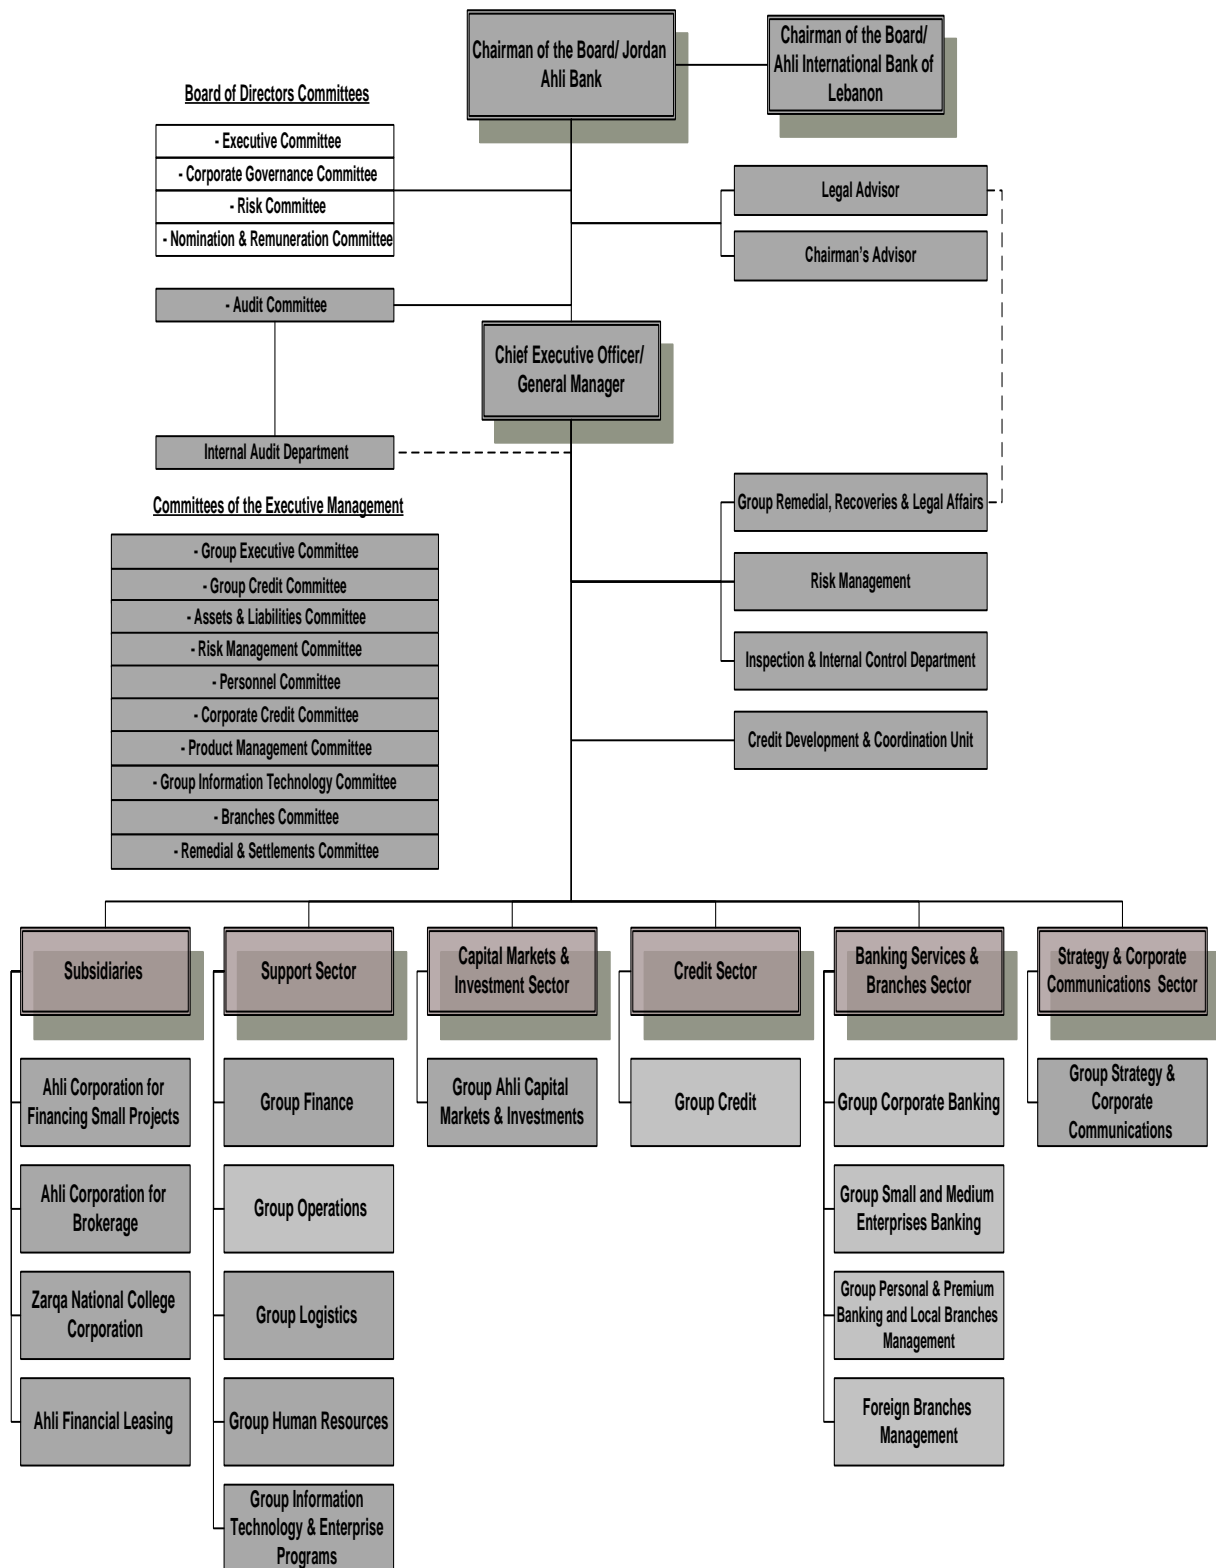 Chairman of the Board/ Jordan
Ahli Bank
Chairman of the Board/
Ahli International Bank of
Lebanon
Board of Directors Committees
- Executive Committee
- Corporate Governance Committee
- Risk Committee
- Nomination & Remuneration Committee
Legal Advisor
Chairman's Advisor
- Audit Committee
Chief Executive Officer/
General Manager
Internal Audit Department
Committees of the Executive Management
- Group Executive Committee
- Group Credit Committee
- Assets & Liabilities Committee
- Risk Management Committee
- Personnel Committee
- Corporate Credit Committee
- Product Management Committee
- Group Information Technology Committee
- Branches Committee
- Remedial & Settlements Committee
Group Remedial, Recoveries & Legal Affairs
Risk Management
Inspection & Internal Control Department
Credit Development & Coordination Unit
Subsidiaries
Ahli Corporation for
Financing Small Projects
Ahli Corporation for
Brokerage
Zarqa National College
Corporation
Ahli Financial Leasing
Support Sector
Group Finance
Group Operations
Group Logistics
Group Human Resources
Group Information
Technology & Enterprise
Programs
Capital Markets &
Investment Sector
Group Ahli Capital
Markets & Investments
Credit Sector
Group Credit
Banking Services &
Branches Sector
Group Corporate Banking
Group Small and Medium
Enterprises Banking
Group Personal & Premium
Banking and Local Branches
Management
Foreign Branches
Management
Strategy & Corporate
Communications Sector
Group Strategy &
Corporate
Communications